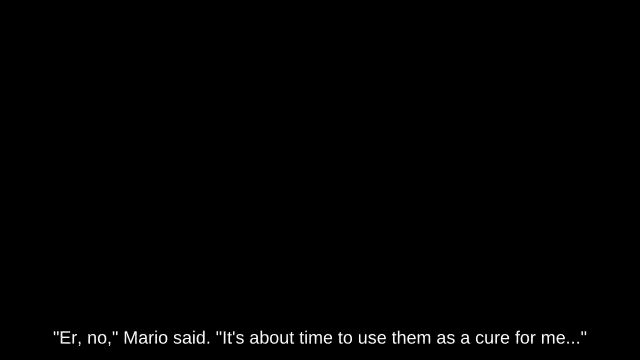 "Er, no," Mario said. "It's about time to use them as a cure for me..."